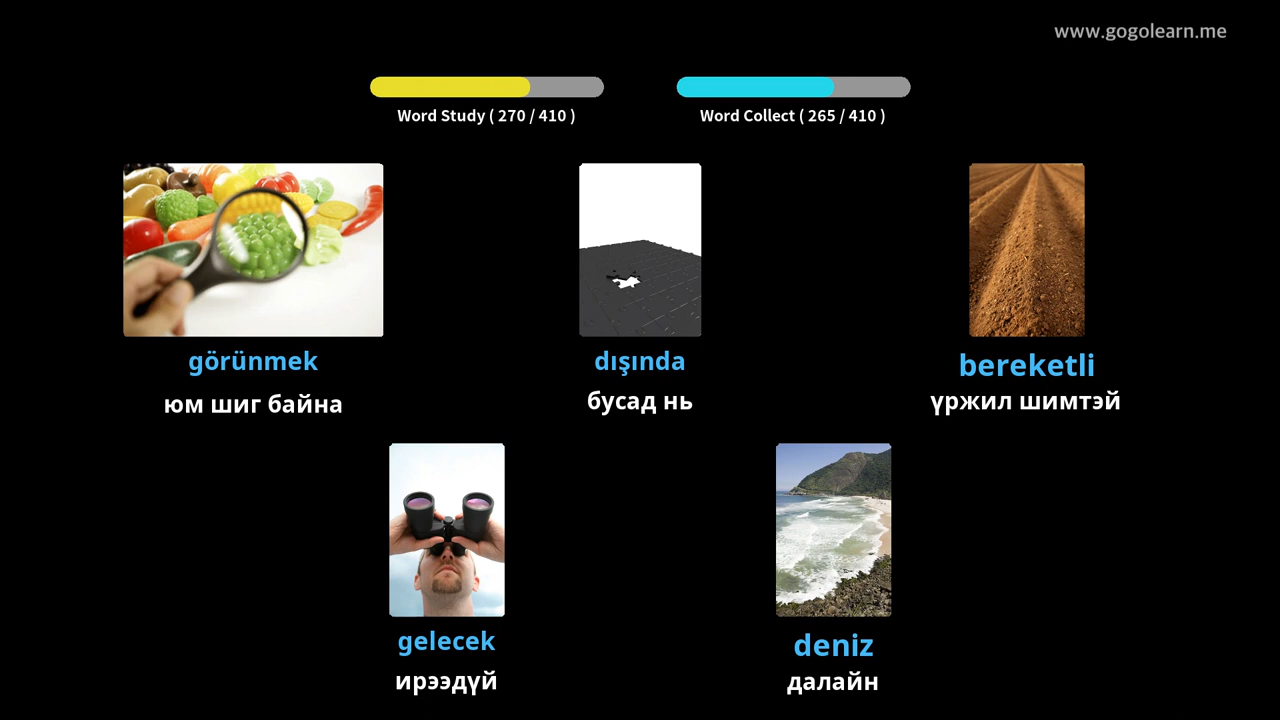 www.gogolearn.me
Word Study ( 270 / 410 )
Word Collect ( 265 / 410 )
görünmek
юм шиг байна
dışında
бусад нь
bereketli
үржил шимтэй
gelecek
ирээдүй
deniz
далайн